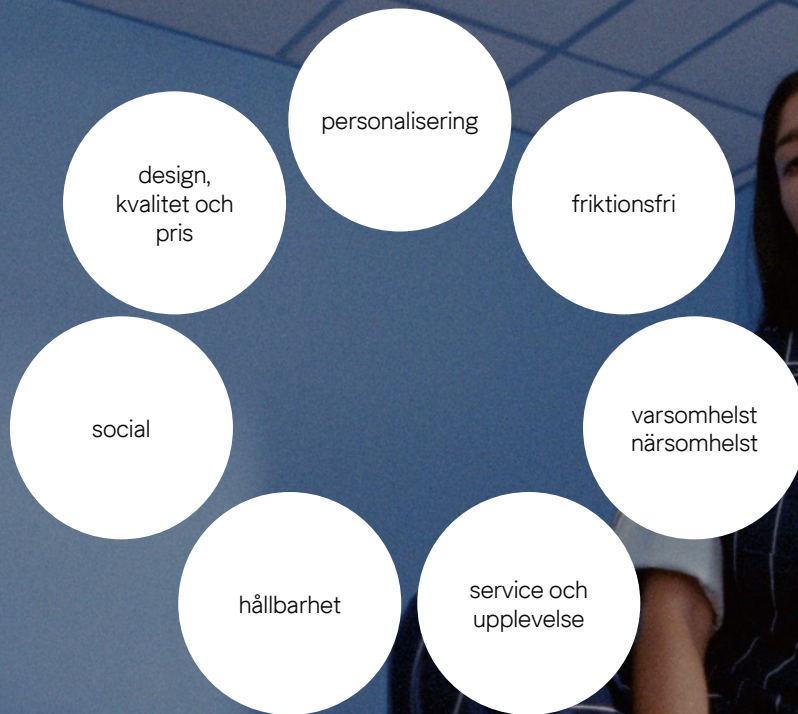 personalisering
design,
kvalitet och
pris
friktionsfri
social
varsomhelst
närsomhelst
hållbarhet
service och
upplevelse